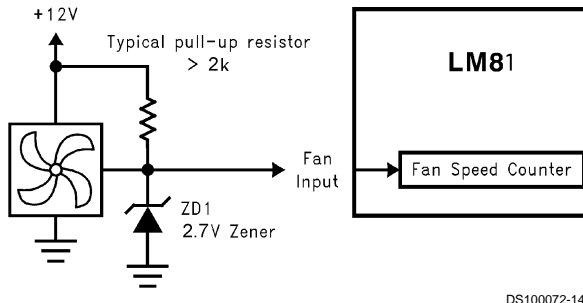 +12V
Typical pull-up resistor
> 2k
LM81
Fan
Input
Fan Speed Counter
ZD1
2.7V Zener
DS100072-14